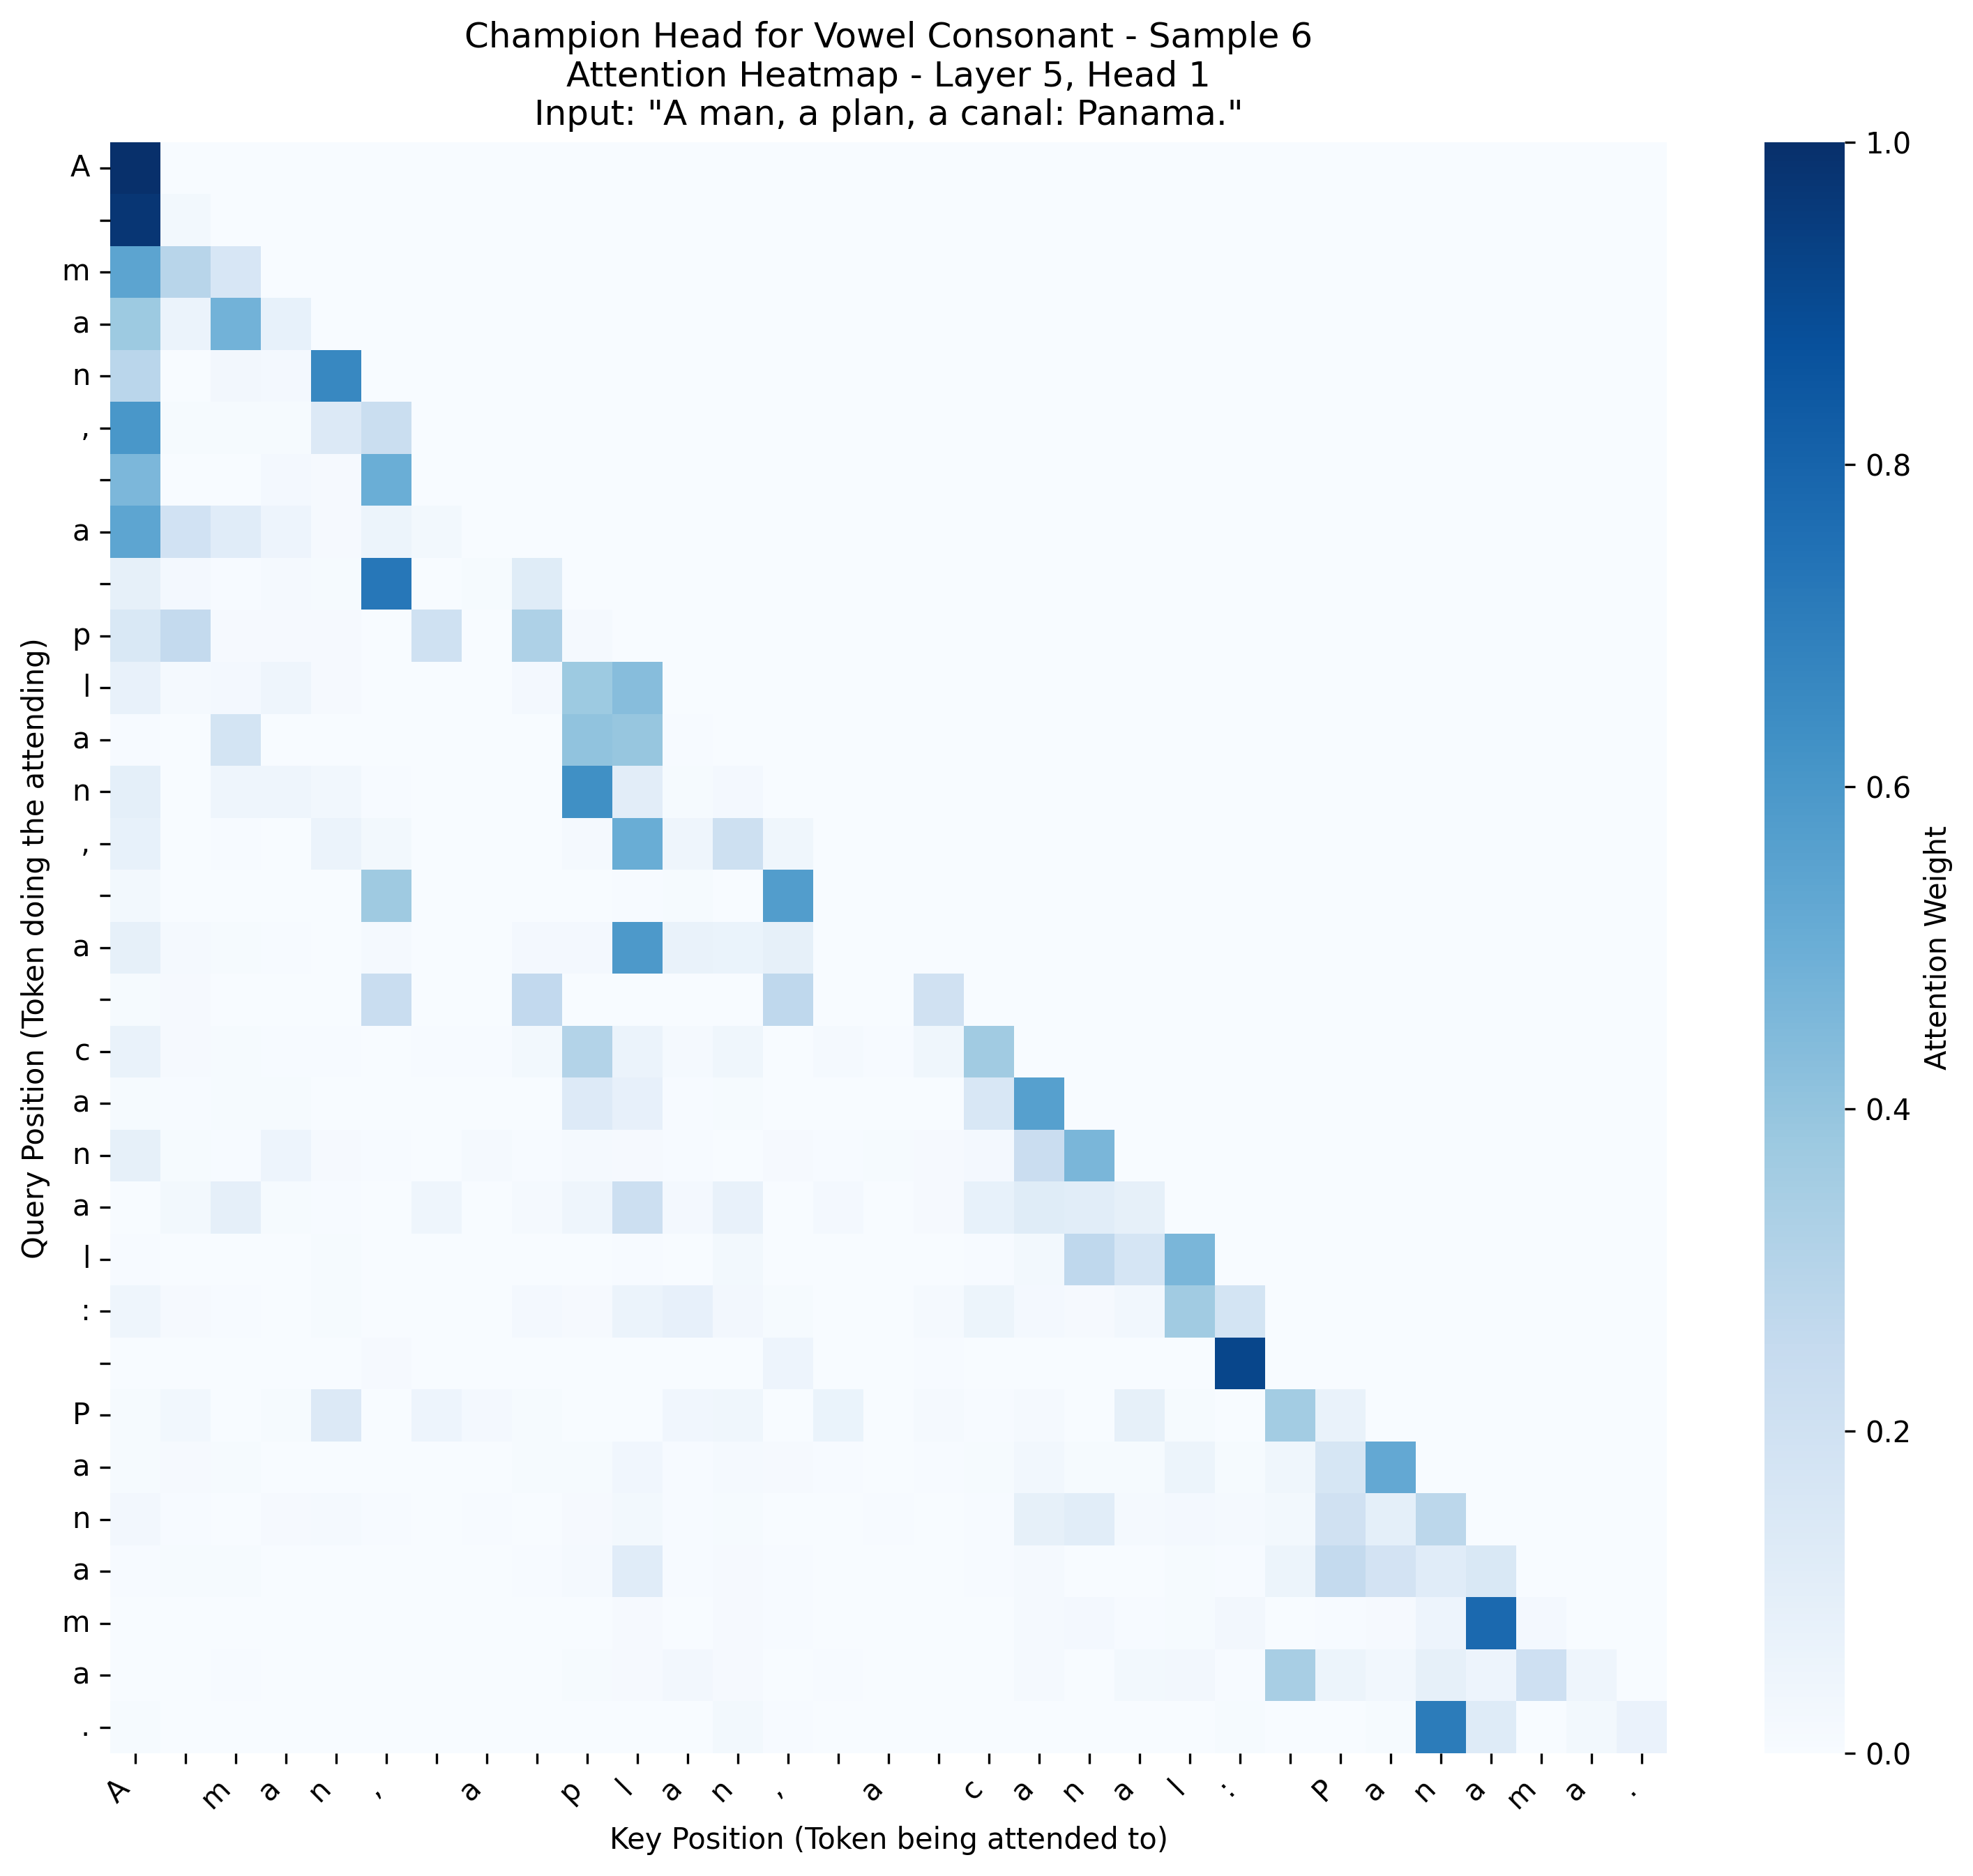 Champion Head for Vowel Consonant - Sample 6
Attention Heatmap - Layer 5, Head 1
Input: "A man, a plan, a canal: Panama."
Query Position (Token doing the attending)
A
m
a
n
,
a
p
l
a
n
,
a
c
a
n
a
l
:
P
a
n
a
m
a
.
A m a n , a p l a n , a c a n a l : P a n a m a .
Key Position (Token being attended to)
1.0
0.8
0.6
0.4
0.2
0.0
Attention Weight